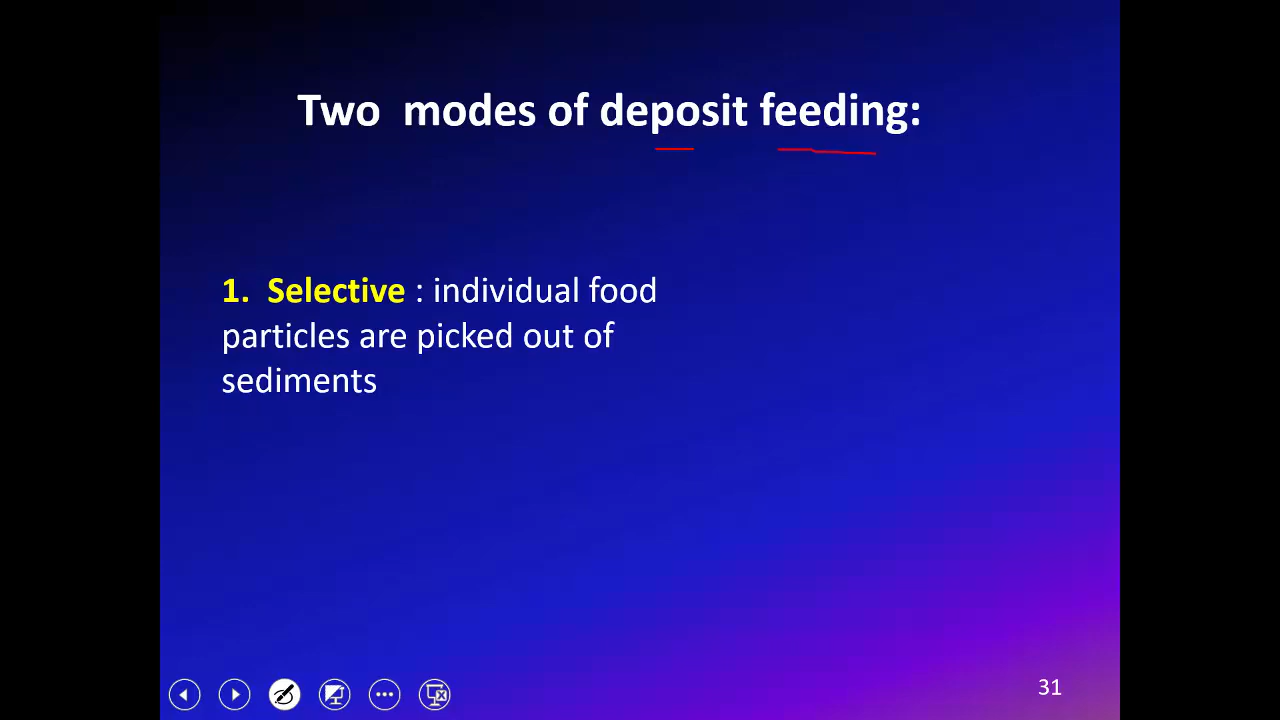 Two modes of deposit feeding:
1. Selective : individual food
particles are picked out of
sediments
31